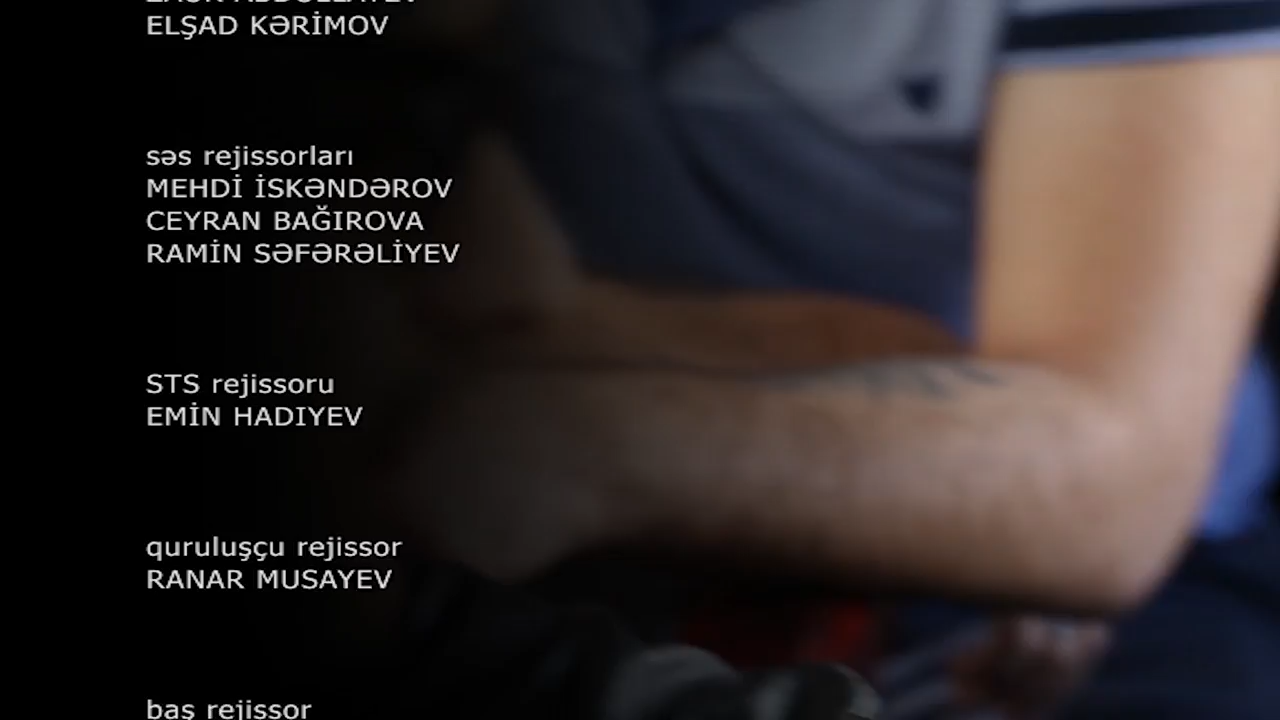 ELŞAD KƏRİMOV
səs rejissorları
MEHDİ İSKƏNDƏROV
CEYRAN BAĞIROVA
RAMİN SƏFƏRƏLİYEV
STS rejissoru
EMİN HADIYEV
quruluşçu rejissor
RANAR MUSAYEV
baş rejissor